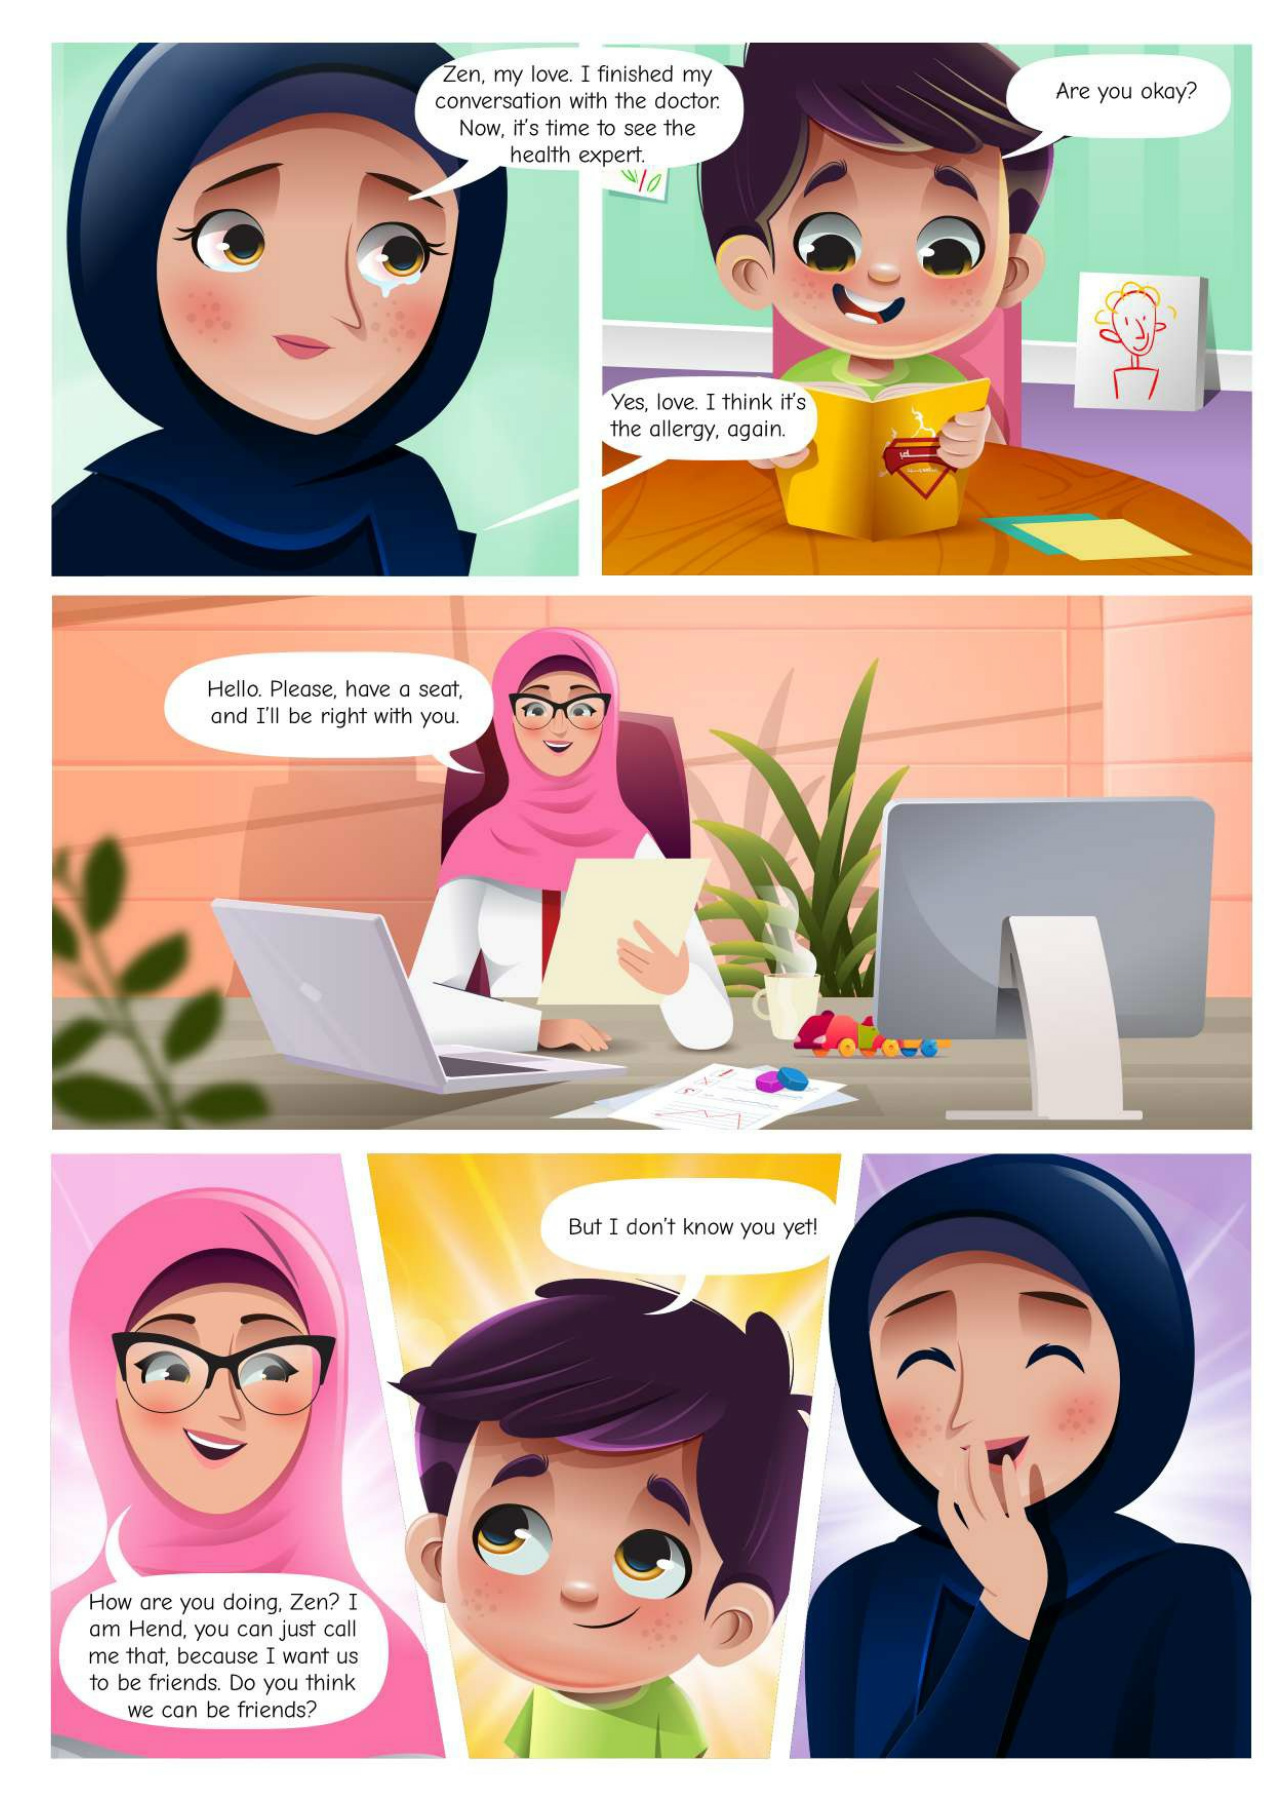 Zen, my love. I finished my
conversation with the doctor.
Now, it's time to see the
health expert.
Are you okay?
Yes, love. I think it's
the allergy, again.
Hello. Please, have a seat,
and I'll be right with you.
How are you doing, Zen? I
am Hend, you can just call
me that, because I want us
to be friends. Do you think
we can be friends?
But I don't know you yet!